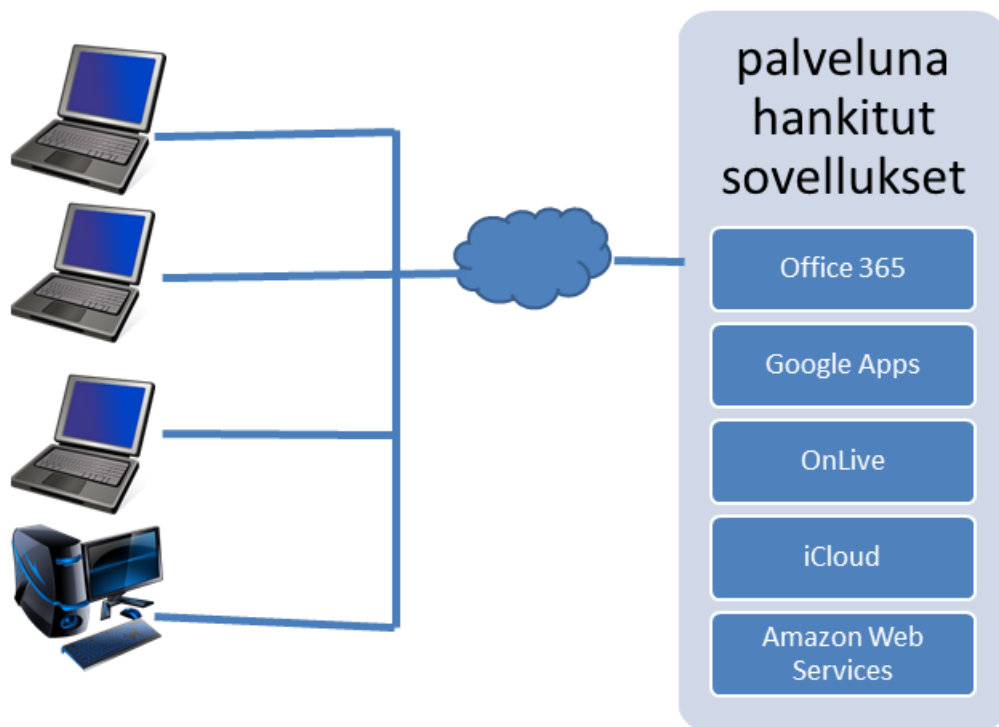 palveluna
hankitut
sovellukset
Office 365
Google Apps
OnLive
iCloud
Amazon Web
Services